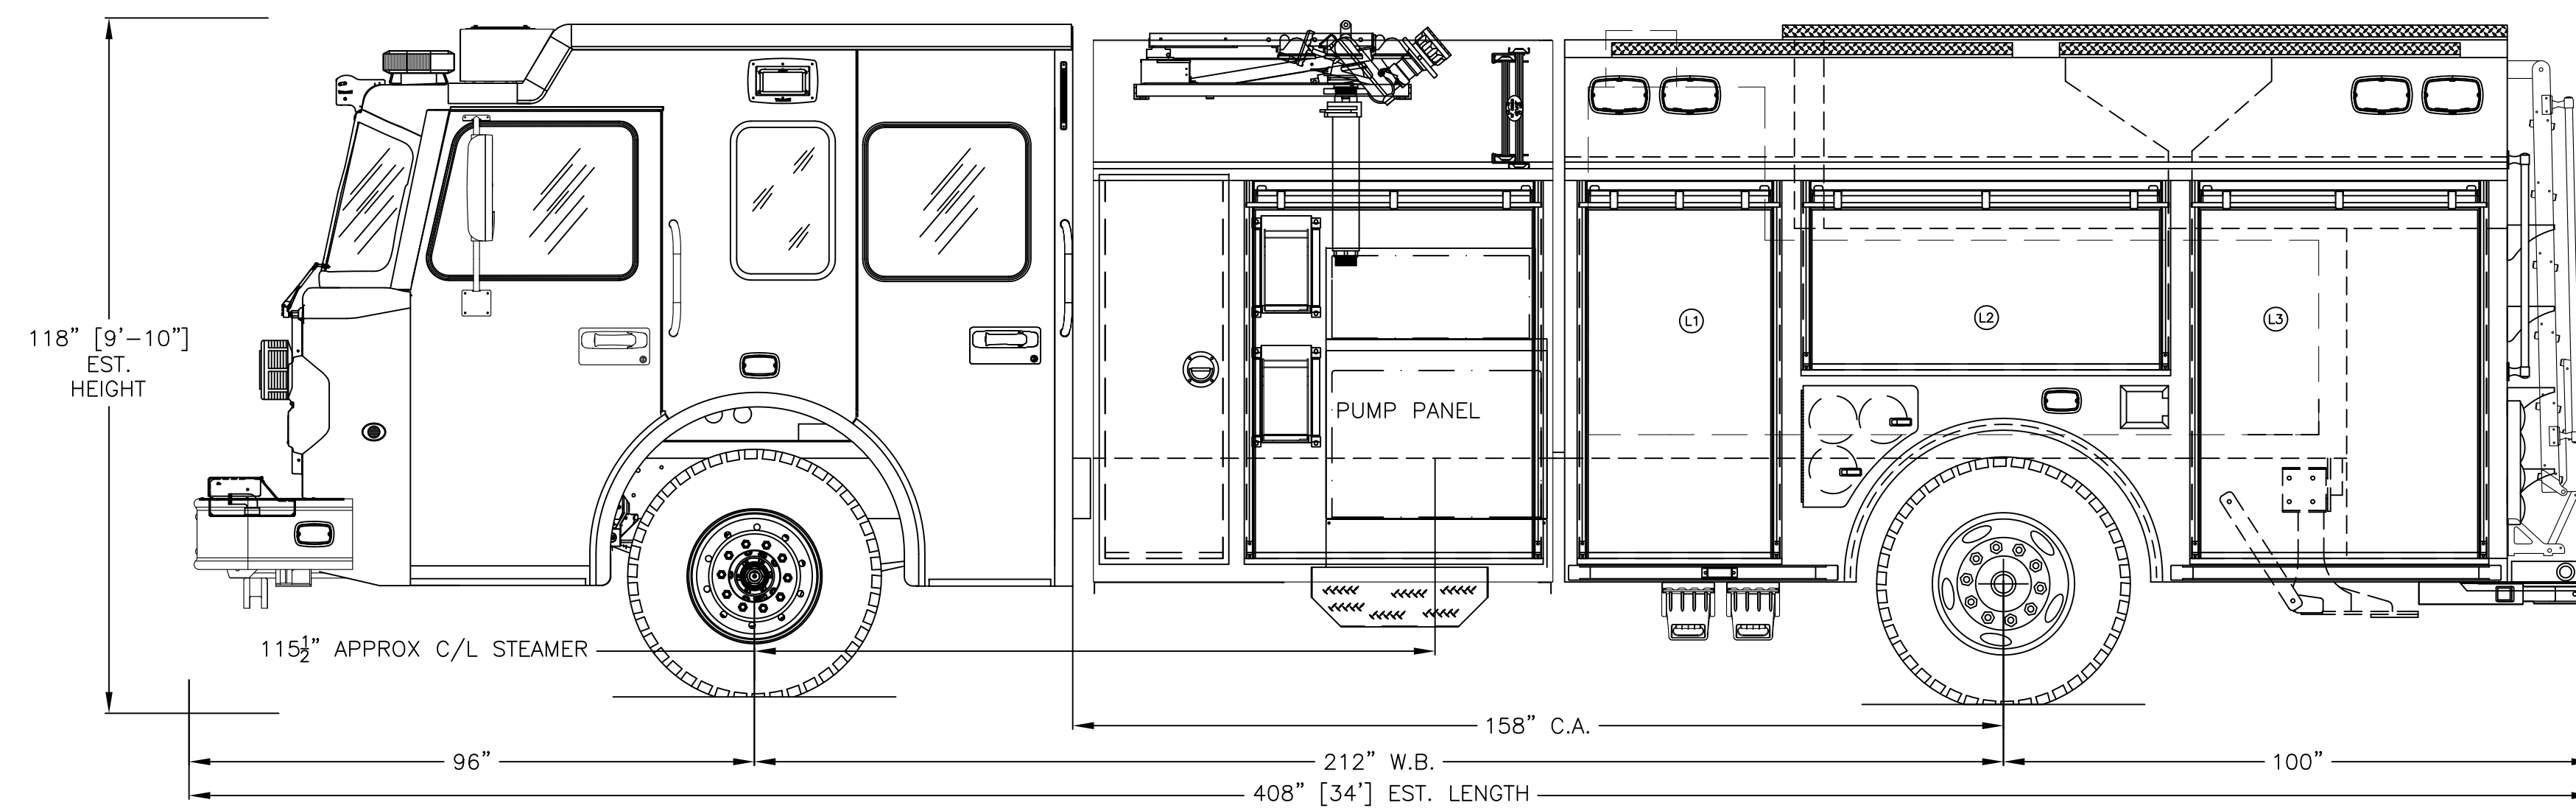 118” [9’–10”]
EST.
HEIGHT
L1
L2
L3
PUMP PANEL
115½” APPROX C/L STEAMER
158” C.A.
96”
212” W.B.
100”
408” [34’] EST. LENGTH